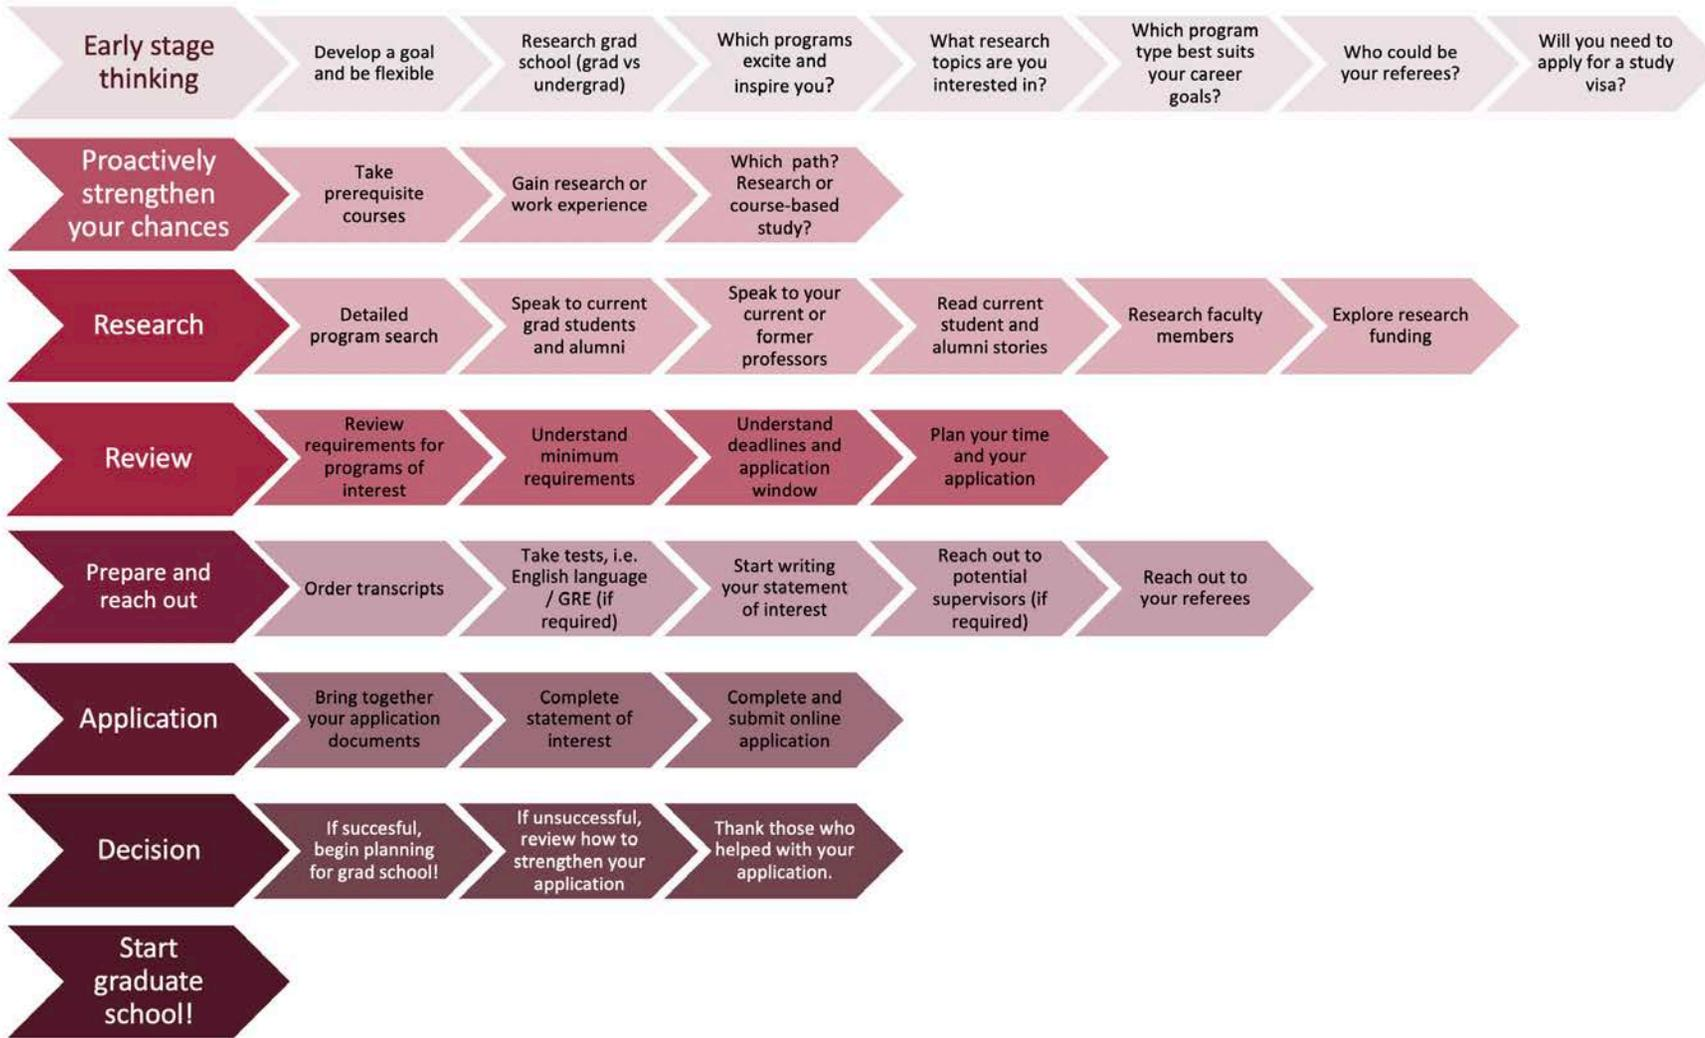 Early stage
thinking
Develop a goal
and be flexible
Research grad
school (grad vs
undergrad)
Which programs
excite and
inspire you?
What research
topics are you
interested in?
Which program
type best suits
your career
goals?
Who could be
your referees?
Will you need to
apply for a study
visa?
Proactively
strengthen
your chances
Take
prerequisite
courses
Gain research or
work experience
Which path?
Research or
course-based
study?
Research
Detailed
program search
Speak to current
grad students
and alumni
Speak to your
current or
former
professors
Read current
student and
alumni stories
Research faculty
members
Explore research
funding
Review
Review
requirements for
programs of
interest
Understand
minimum
requirements
Understand
deadlines and
application
window
Plan your time
and your
application
Prepare and
reach out
Order transcripts
Take tests, i.e.
English language
/ GRE (if
required)
Start writing
your statement
of interest
Reach out to
potential
supervisors (if
required)
Reach out to
your referees
Application
Bring together
your application
documents
Complete
statement of
interest
Complete and
submit online
application
Decision
If succesful,
begin planning
for grad school!
If unsuccessful,
review how to
strengthen your
application
Thank those who
helped with your
application.
Start
graduate
school!